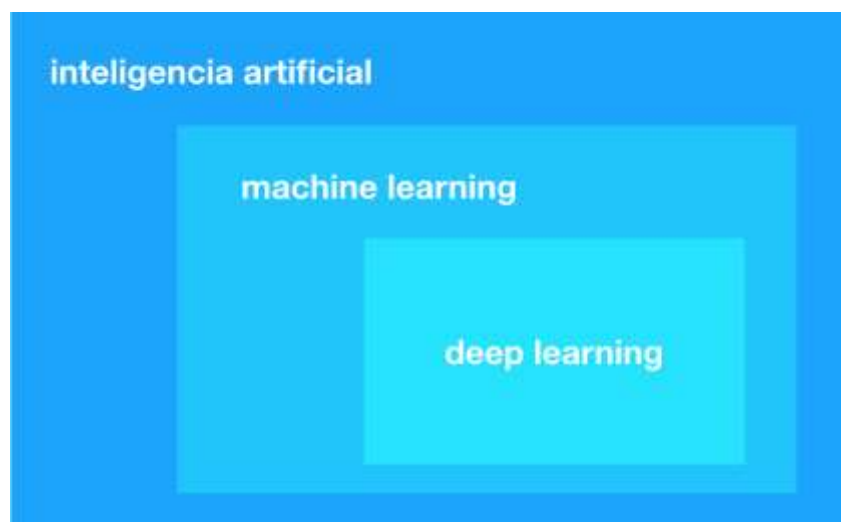 inteligencia artificial
machine learning
deep learning